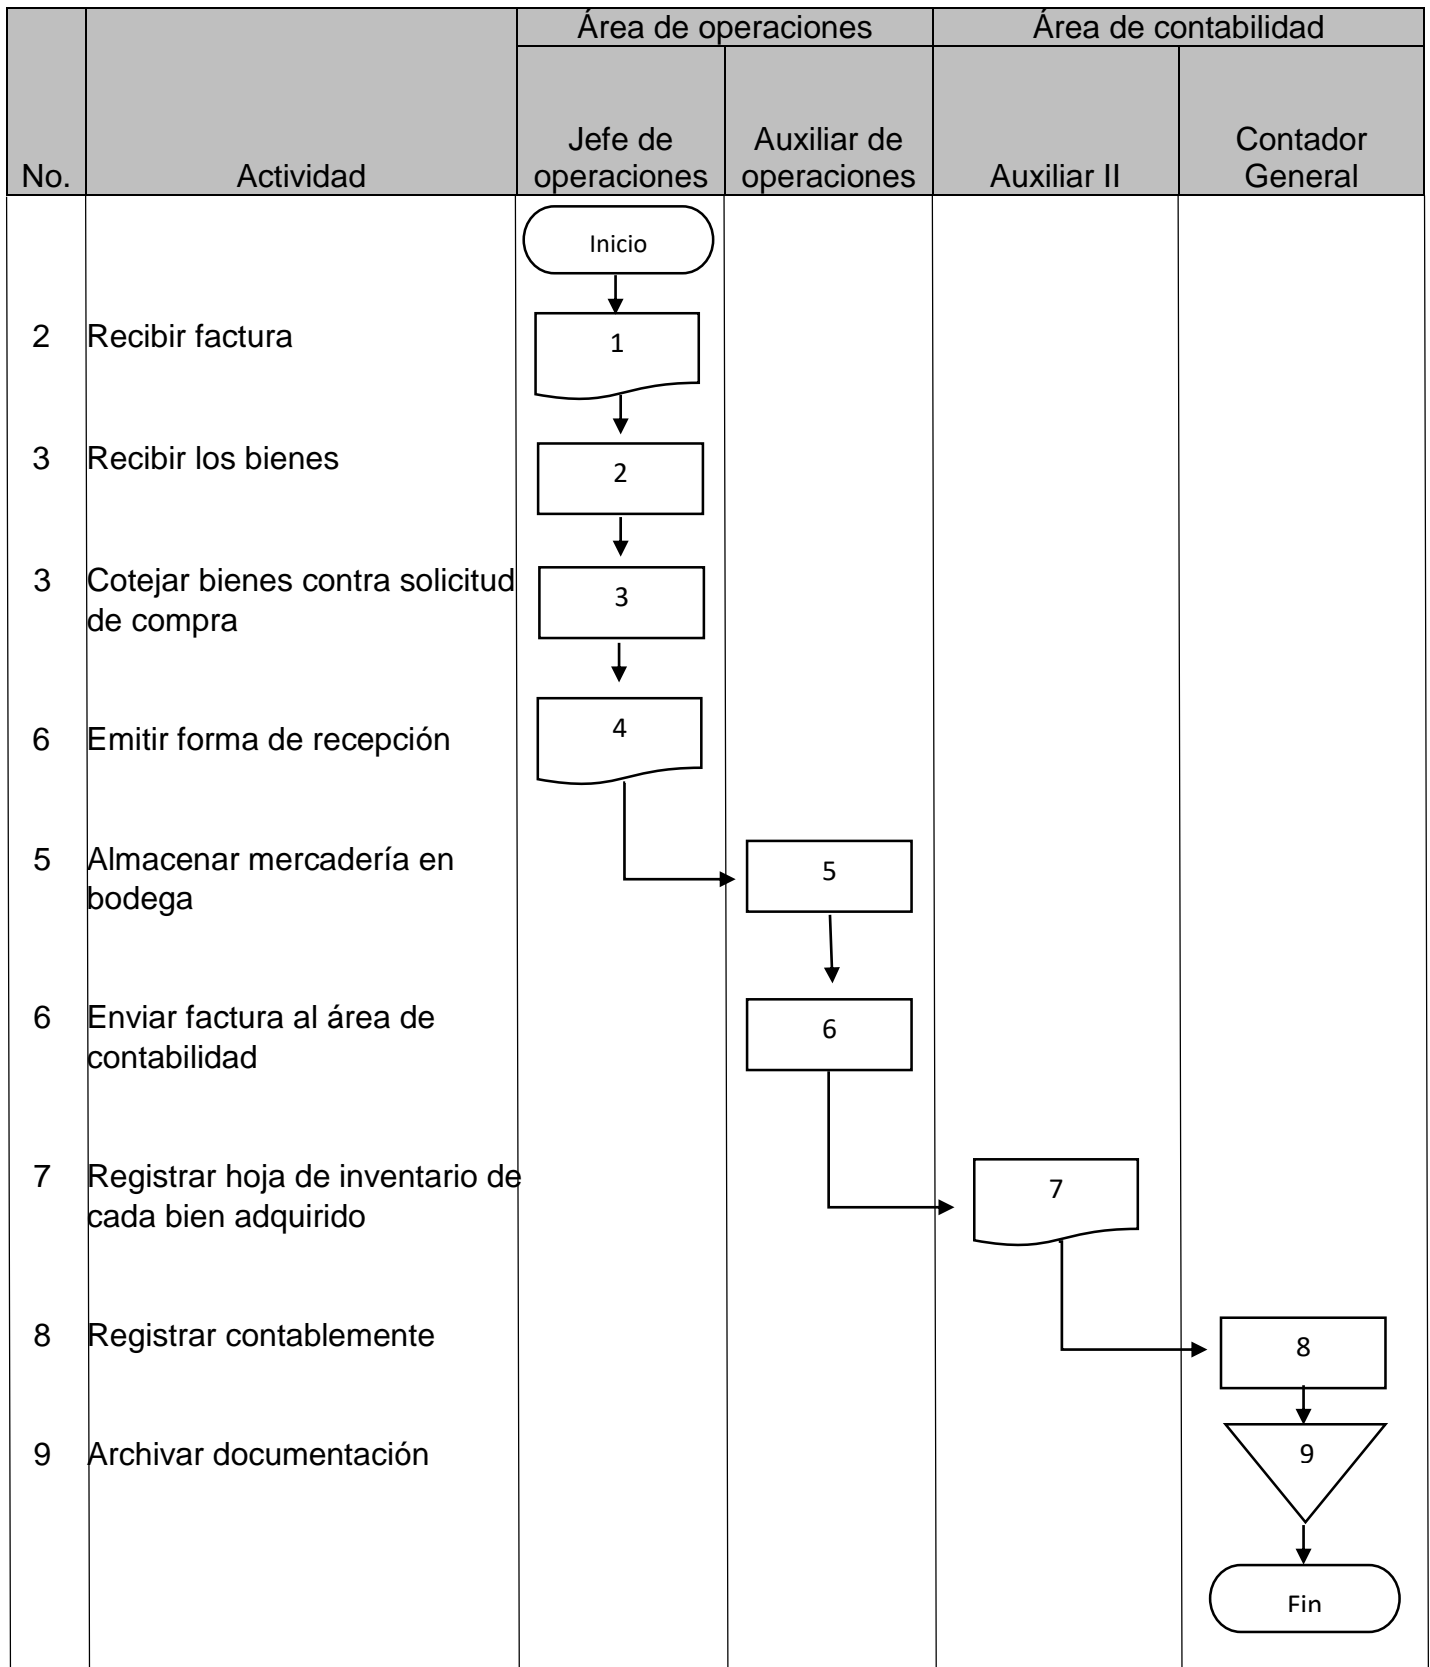 Área de operaciones Área de contabilidad
No. Actividad Jefe de operaciones Auxiliar de operaciones Auxiliar II Contador General
Inicio
2 Recibir factura 1
3 Recibir los bienes 2
3 Cotejar bienes contra solicitud 3
de compra
6 Emitir forma de recepción 4
5 Almacenar mercadería en 5
bodega
6 Enviar factura al área de 6
contabilidad
7 Registrar hoja de inventario de 7
cada bien adquirido
8 Registrar contablemente 8
9 Archivar documentación 9
Fin